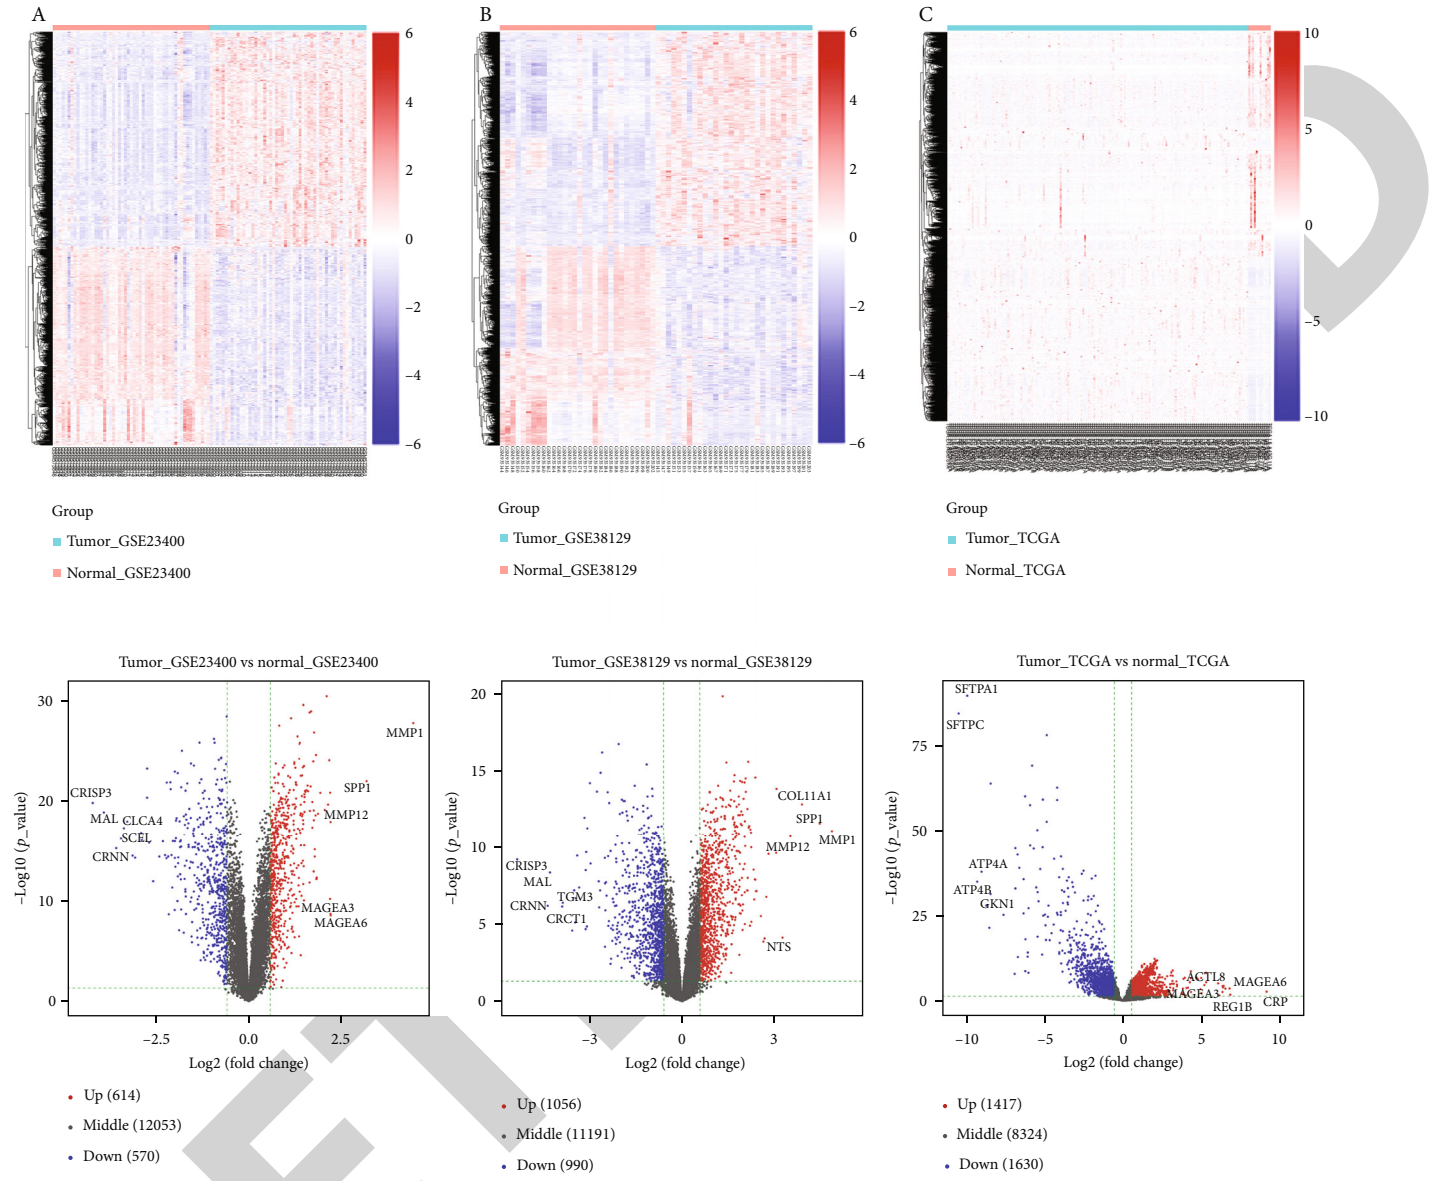 A
6
4
2
0
−2
−4
−6
Group
Tumor_GSE23400
Normal_GSE23400
B
6
4
2
0
−2
−4
−6
Group
Tumor_GSE38129
Normal_GSE38129
C
10
5
0
−5
−10
Group
Tumor_TCGA
Normal_TCGA
Tumor_GSE23400 vs normal_GSE23400
−Log10 (p_value)
30
20
10
0
MMP1
SPP1
MMP12
CRISP3
MAL
CLCA4
SCEL
CRNN
MAGEA3
MAGEA6
−2.5
0.0
2.5
Log2 (fold change)
Up (614)
Middle (12053)
Down (570)
Tumor_GSE38129 vs normal_GSE38129
−Log10 (p_value)
20
15
10
5
0
COL11A1
SPP1
MMP1
MMP12
CRISP3
MAL
TGM3
CRNN
CRCT1
NTS
−3
0
3
Log2 (fold change)
Up (1056)
Middle (11191)
Down (990)
Tumor_TCGA vs normal_TCGA
−Log10 (p_value)
75
50
25
0
SFTPA1
SFTPC
ATP4A
ATP4B
GKN1
ACTL8
MAGEA6
MAGEA3
REG1B
CRP
−10
−5
0
5
10
Log2 (fold change)
Up (1417)
Middle (8324)
Down (1630)